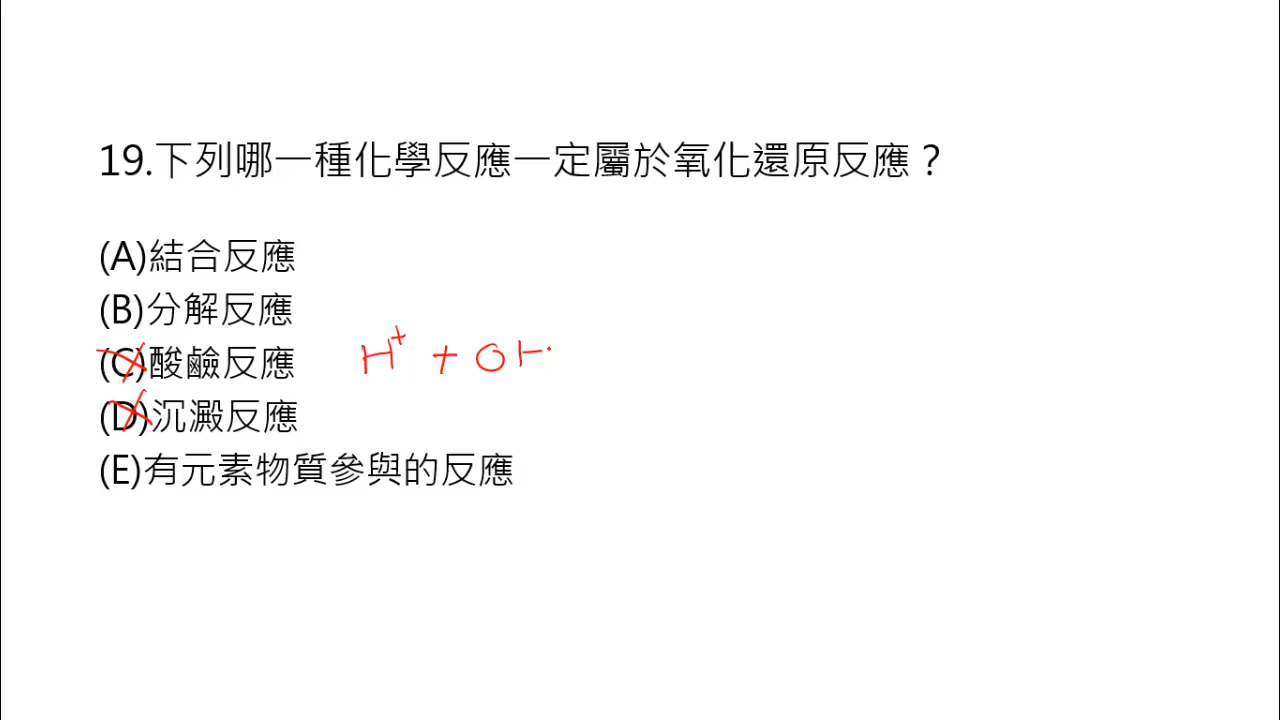 19.下列哪一種化學反應一定屬於氧化還原反應？
(A)結合反應
(B)分解反應
(C)酸鹼反應 H⁺ + OH
(D)沉澱反應
(E)有元素物質參與的反應